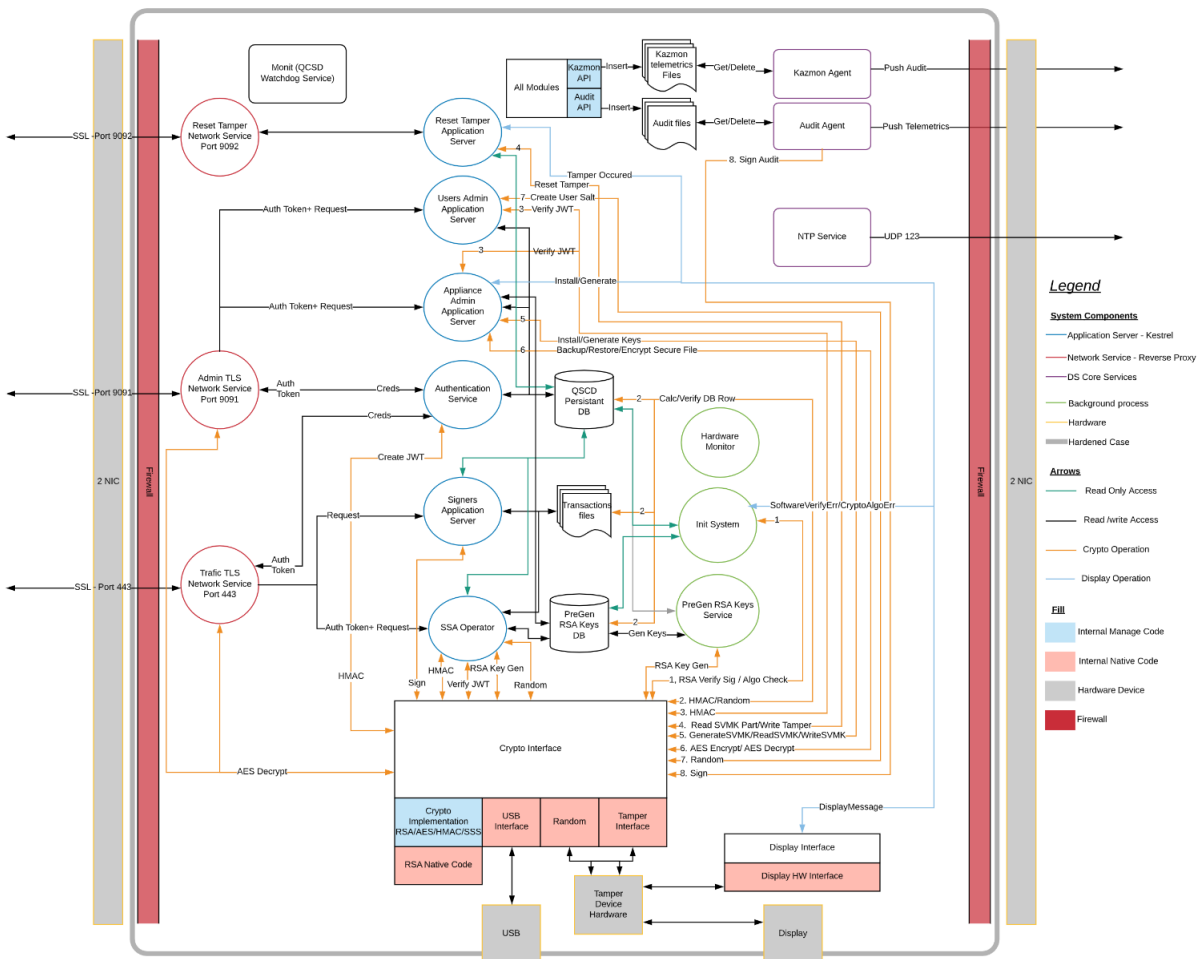 Monit (QCSD
Watchdog Service)
All Modules
Kazmon
API
Audit
API
Insert
Insert
Kazmon
telemetrics
Files
Audit files
Get/Delete
Get/Delete
Kazmon Agent
Audit Agent
Push Audit
Push Telemetrics
8. Sign Audit
SSL -Port 9092
Reset Tamper
Network Service
Port 9092
Reset Tamper
Application
Server
4
Tamper Occured
Reset Tamper
7 Create User Salt
3 Verify JWT
Users Admin
Application
Server
Auth Token+ Request
NTP Service
UDP 123
3
Verify JWT
Install/Generate
Appliance
Admin
Application
Server
Auth Token+ Request
5
Install/Generate Keys
6
Backup/Restore/Encrypt Secure File
SSL -Port 9091
Admin TLS
Network Service
Port 9091
Auth
Token
Creds
Creds
Authentication
Service
QSCD
Persistant
DB
2
Calc/Verify DB Row
Hardware
Monitor
Create JWT
2 NIC
Firewall
Firewall
2 NIC
Signers
Application
Server
Request
Transactions
files
2
Init System
SoftwareVerifyErr/CryptoAlgoErr
1
SSL - Port 443
Trafic TLS
Network Service
Port 443
Auth
Token
Auth Token+ Request
SSA Operator
PreGen
RSA Keys
DB
2
Gen Keys
PreGen RSA Keys
Service
HMAC
Sign
HMAC
Verify JWT
RSA Key Gen
Random
RSA Key Gen
1, RSA Verify Sig / Algo Check
2. HMAC/Random
3. HMAC
4. Read SVMK Part/Write Tamper
5. GenerateSVMK/ReadSVMK/WriteSVMK
6. AES Encrypt/ AES Decrypt
7. Random
8. Sign
AES Decrypt
Crypto Interface
Crypto
Implementation
RSA/AES/HMAC/SSS
USB
Interface
Random
Tamper
Interface
RSA Native Code
DisplayMessage
Display Interface
Display HW Interface
Tamper
Device
Hardware
USB
Display
Legend
System Components
Application Server - Kestrel
Network Service - Reverse Proxy
DS Core Services
Background process
Hardware
Hardened Case
Arrows
Read Only Access
Read /write Access
Crypto Operation
Display Operation
Fill
Internal Manage Code
Internal Native Code
Hardware Device
Firewall